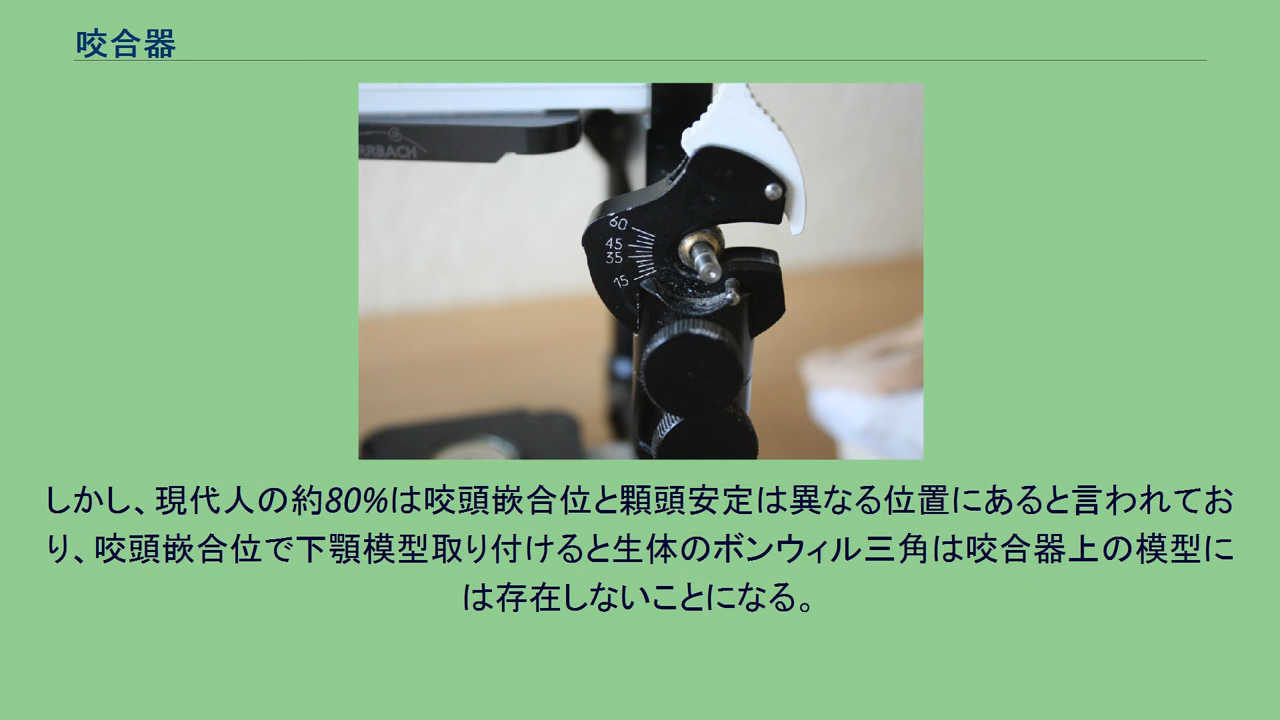 咬合器
RRBACH
60
45
35
15
しかし、現代人の約80%は咬頭嵌合位と顆頭安定は異なる位置にあると言われてお
り、咬頭嵌合位で下顎模型取り付けると生体のボンウィル三角は咬合器上の模型に
は存在しないことになる。